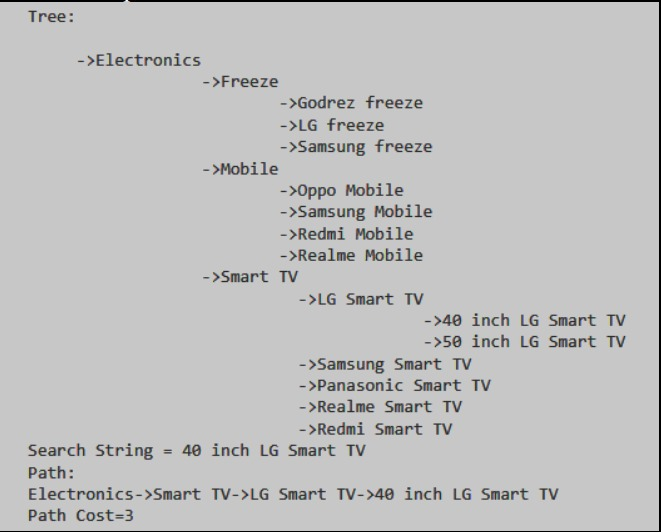 Tree:
->Electronics
->Freeze
->Godrez freeze
->LG freeze
->Samsung freeze
->Mobile
->Oppo Mobile
->Samsung Mobile
->Redmi Mobile
->Realme Mobile
->Smart TV
->LG Smart TV
->40 inch LG Smart TV
->50 inch LG Smart TV
->Samsung Smart TV
->Panasonic Smart TV
->Realme Smart TV
->Redmi Smart TV
Search String = 40 inch LG Smart TV
Path:
Electronics->Smart TV->LG Smart TV->40 inch LG Smart TV
Path Cost=3